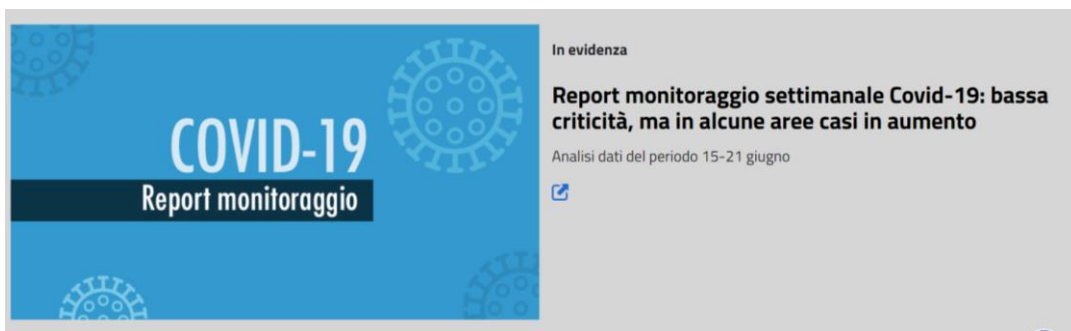 COVID-19
Report monitoraggio
In evidenza
Report monitoraggio settimanale Covid-19: bassa
criticità, ma in alcune aree casi in aumento
Analisi dati del periodo 15-21 giugno